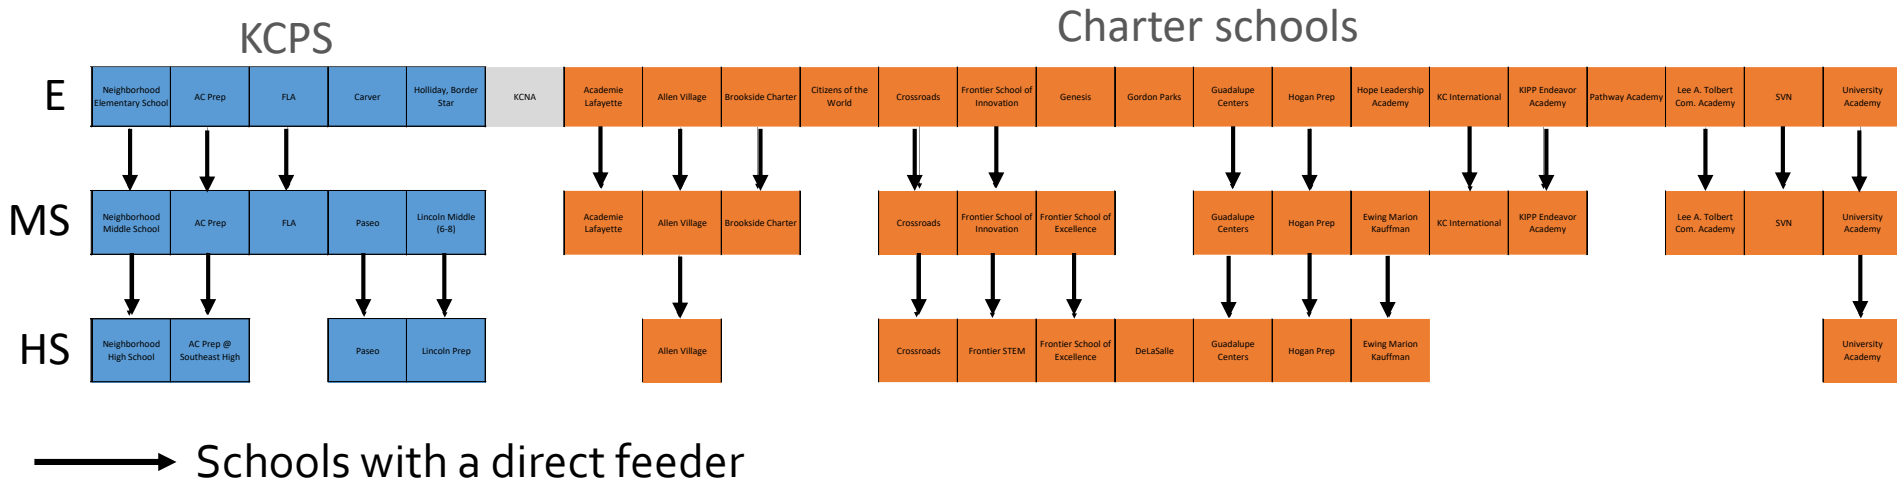 KCPS
Charter schools
E
Neighborhood
Elementary School
AC Prep
FLA
Carver
Holliday, Border
Star
KCNA
Academie
Lafayette
Allen Village
Brookside Charter
Citizens of the
World
Crossroads
Frontier School of
Innovation
Genesis
Gordon Parks
Guadalupe
Centers
Hogan Prep
Hope Leadership
Academy
KC International
KIPP Endeavor
Academy
Pathway Academy
Lee A. Tolbert
Com. Academy
SVN
University
Academy
MS
Neighborhood
Middle School
AC Prep
FLA
Paseo
Lincoln Middle
(6-8)
Academie
Lafayette
Allen Village
Brookside Charter
Crossroads
Frontier School of
Innovation
Frontier School of
Excellence
Guadalupe
Centers
Hogan Prep
Ewing Marion
Kauffman
KC International
KIPP Endeavor
Academy
Lee A. Tolbert
Com. Academy
SVN
University
Academy
HS
Neighborhood
High School
AC Prep @
Southeast High
Paseo
Lincoln Prep
Allen Village
Crossroads
Frontier STEM
Frontier School of
Excellence
DeLaSalle
Guadalupe
Centers
Hogan Prep
Ewing Marion
Kauffman
University
Academy
Schools with a direct feeder